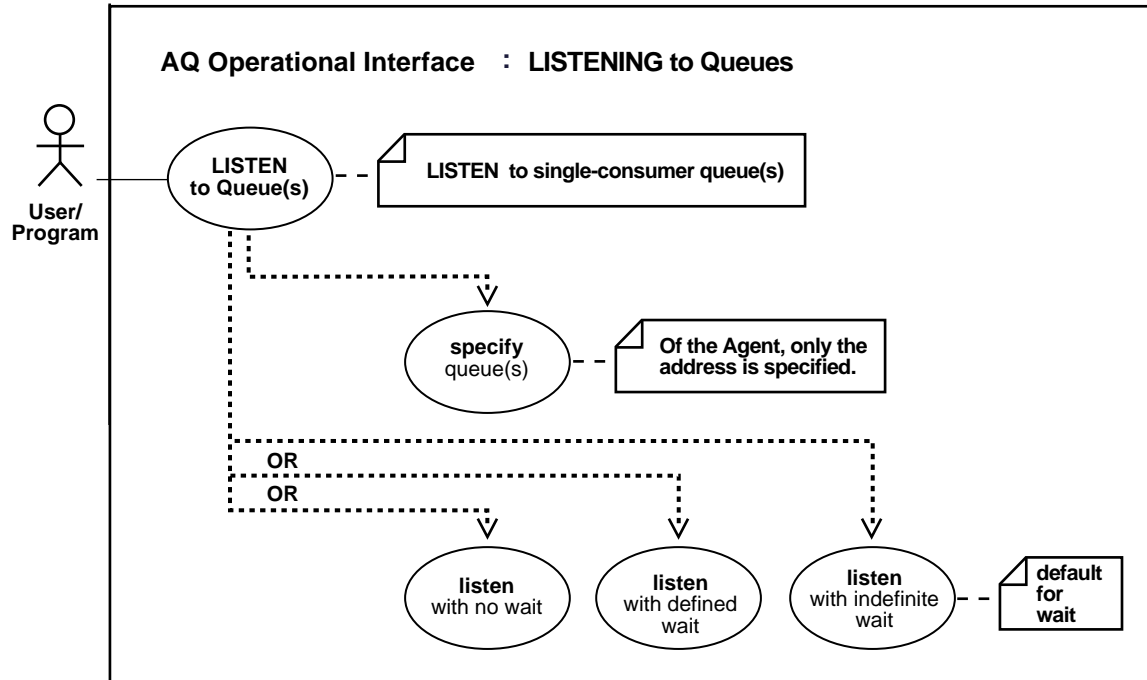 AQ Operational Interface : LISTENING to Queues
LISTEN
to Queue(s)
LISTEN to single-consumer queue(s)
User/
Program
specify
queue(s)
Of the Agent, only the
address is specified.
OR
OR
listen
with no wait
listen
with defined
wait
listen
with indefinite
wait
default
for
wait